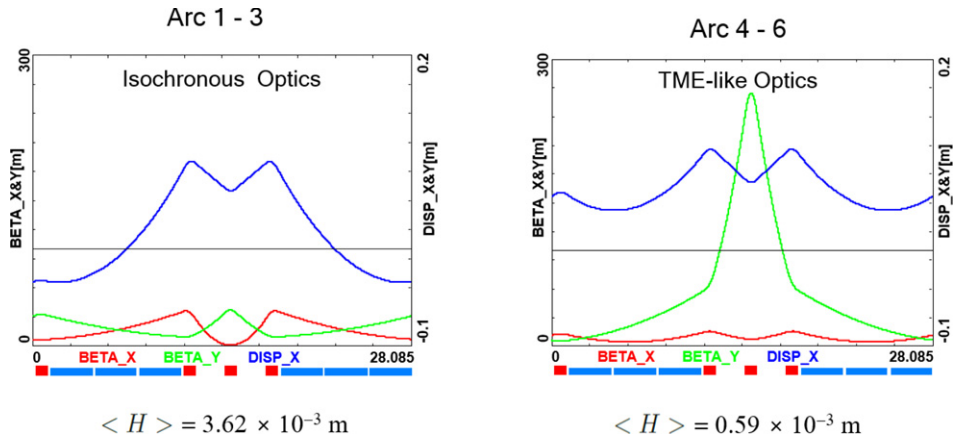 Arc 1 - 3
300
0.2
Isochronous Optics
BETA_X&Y[m]
DISP_X&Y[m]
0
-0.1
0 BETA_X BETA_Y DISP_X 28.085
< H > = 3.62 × 10⁻³ m
Arc 4 - 6
300
0.2
TME-like Optics
BETA_X&Y[m]
DISP_X&Y[m]
0
-0.1
0 BETA_X BETA_Y DISP_X 28.085
< H > = 0.59 × 10⁻³ m